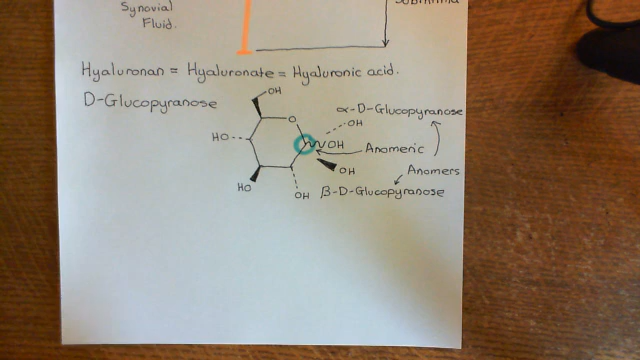 Synovial
Fluid.
Hyaluronan = Hyaluronate = Hyaluronic acid.
D-Glucopyranose
OH
O
α-D-Glucopyranose
OH
HO
OH
Anomeric
OH
Anomers
HO
OH
β-D-Glucopyranose